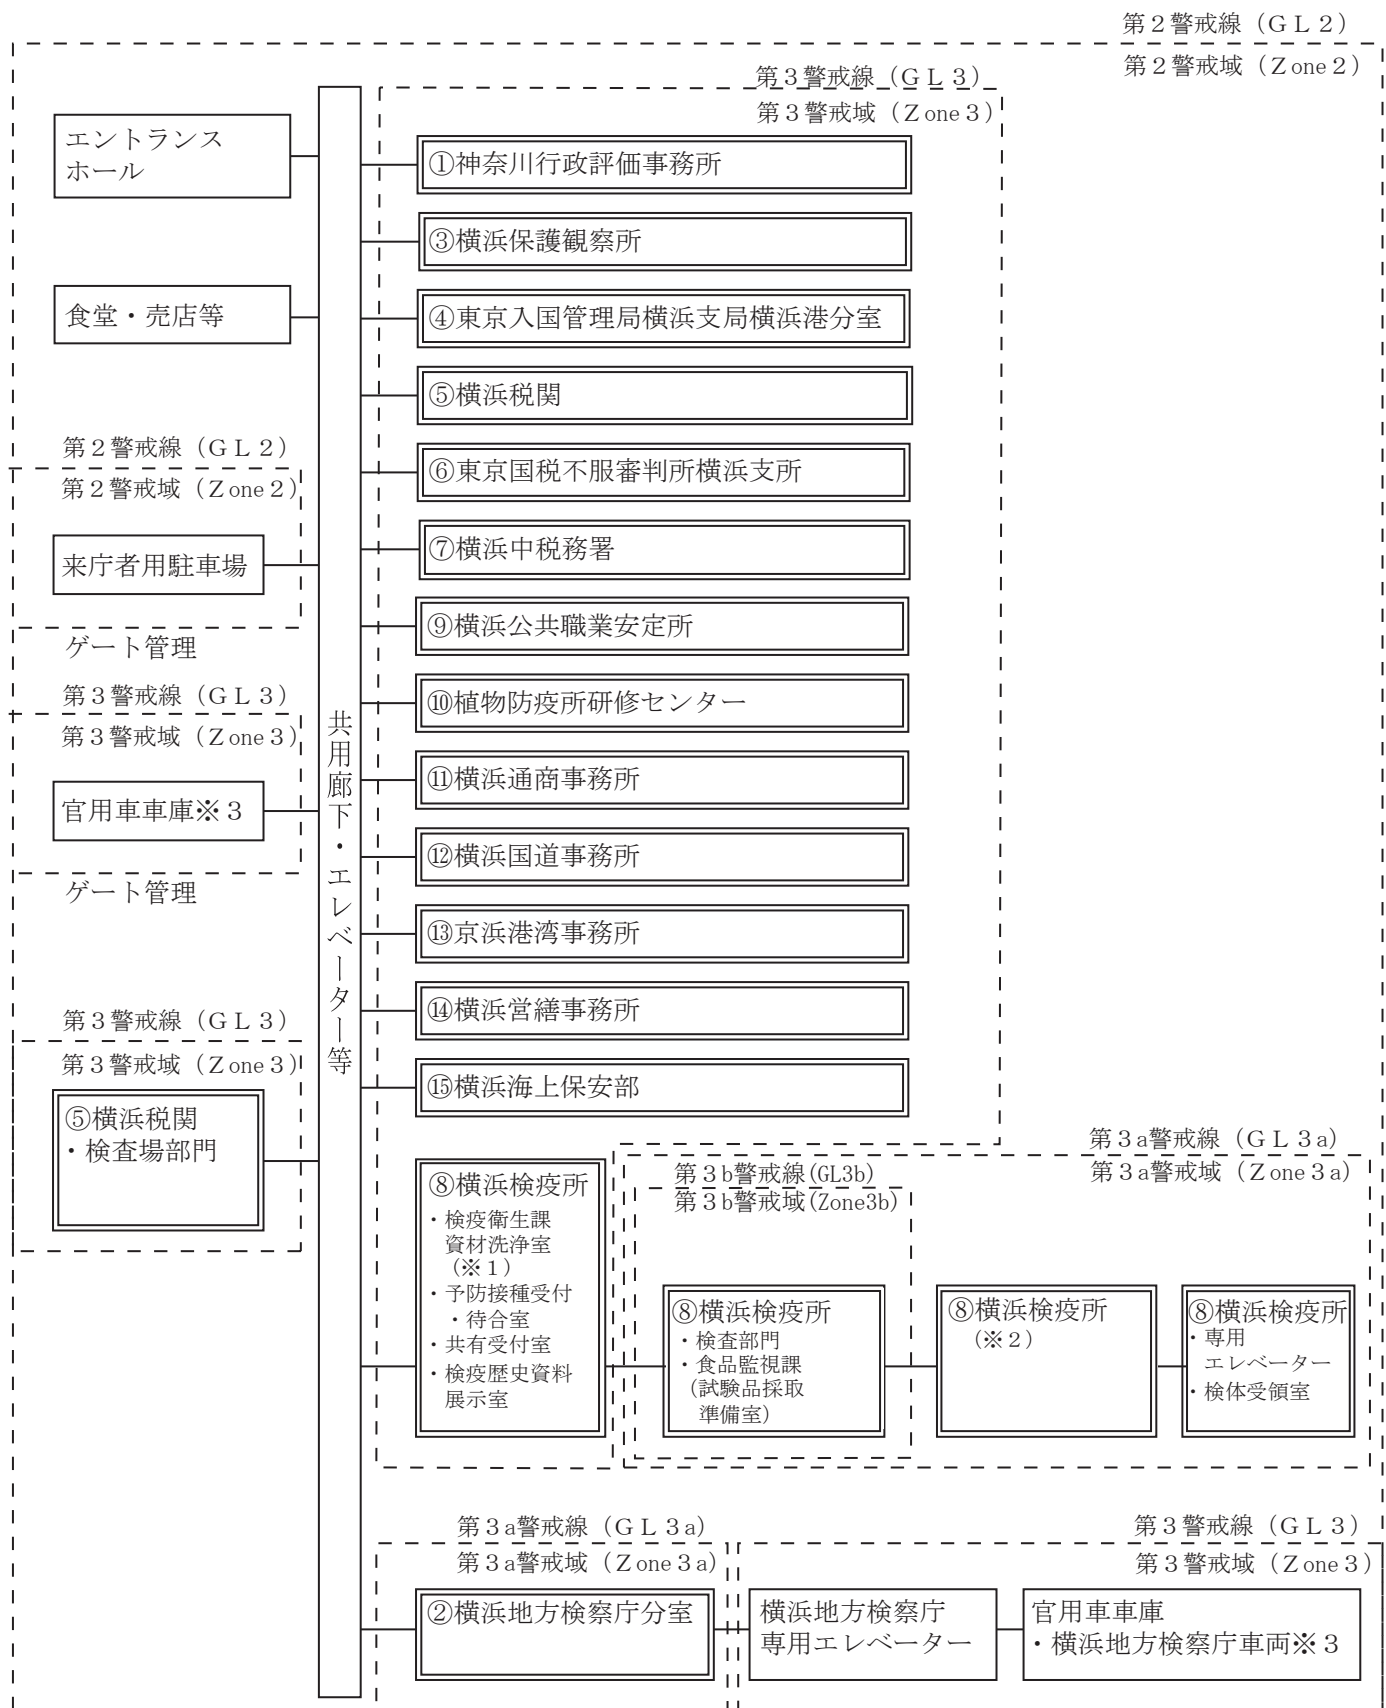 第２警戒線（ＧＬ２）
第２警戒域（Ｚone２）
第３警戒線（ＧＬ３）
第３警戒域（Ｚone３）
エントランス
ホール
食堂・売店等
第２警戒線（ＧＬ２）
第２警戒域（Ｚone２）
来庁者用駐車場
ゲート管理
第３警戒線（ＧＬ３）
第３警戒域（Ｚone３）
官用車車庫※３
ゲート管理
第３警戒線（ＧＬ３）
第３警戒域（Ｚone３）
⑤横浜税関
・検査場部門
共用廊下・エレベーター等
①神奈川行政評価事務所
③横浜保護観察所
④東京入国管理局横浜支局横浜港分室
⑤横浜税関
⑥東京国税不服審判所横浜支所
⑦横浜中税務署
⑨横浜公共職業安定所
⑩植物防疫所研修センター
⑪横浜通商事務所
⑫横浜国道事務所
⑬京浜港湾事務所
⑭横浜営繕事務所
⑮横浜海上保安部
⑧横浜検疫所
・検疫衛生課
資材洗浄室
（※１）
・予防接種受付
・待合室
・共有受付室
・検疫歴史資料
展示室
第３a警戒線（ＧＬ３a）
第３a警戒域（Ｚone３a）
第３b警戒線(GL3b)
第３b警戒域(Zone3b)
⑧横浜検疫所
・検査部門
・食品監視課
（試験品採取
準備室）
⑧横浜検疫所
（※２）
⑧横浜検疫所
・専用
エレベーター
・検体受領室
第３a警戒線（ＧＬ３a）
第３a警戒域（Ｚone３a）
②横浜地方検察庁分室
第３警戒線（ＧＬ３）
第３警戒域（Ｚone３）
横浜地方検察庁
専用エレベーター
官用車車庫
・横浜地方検察庁車両※３